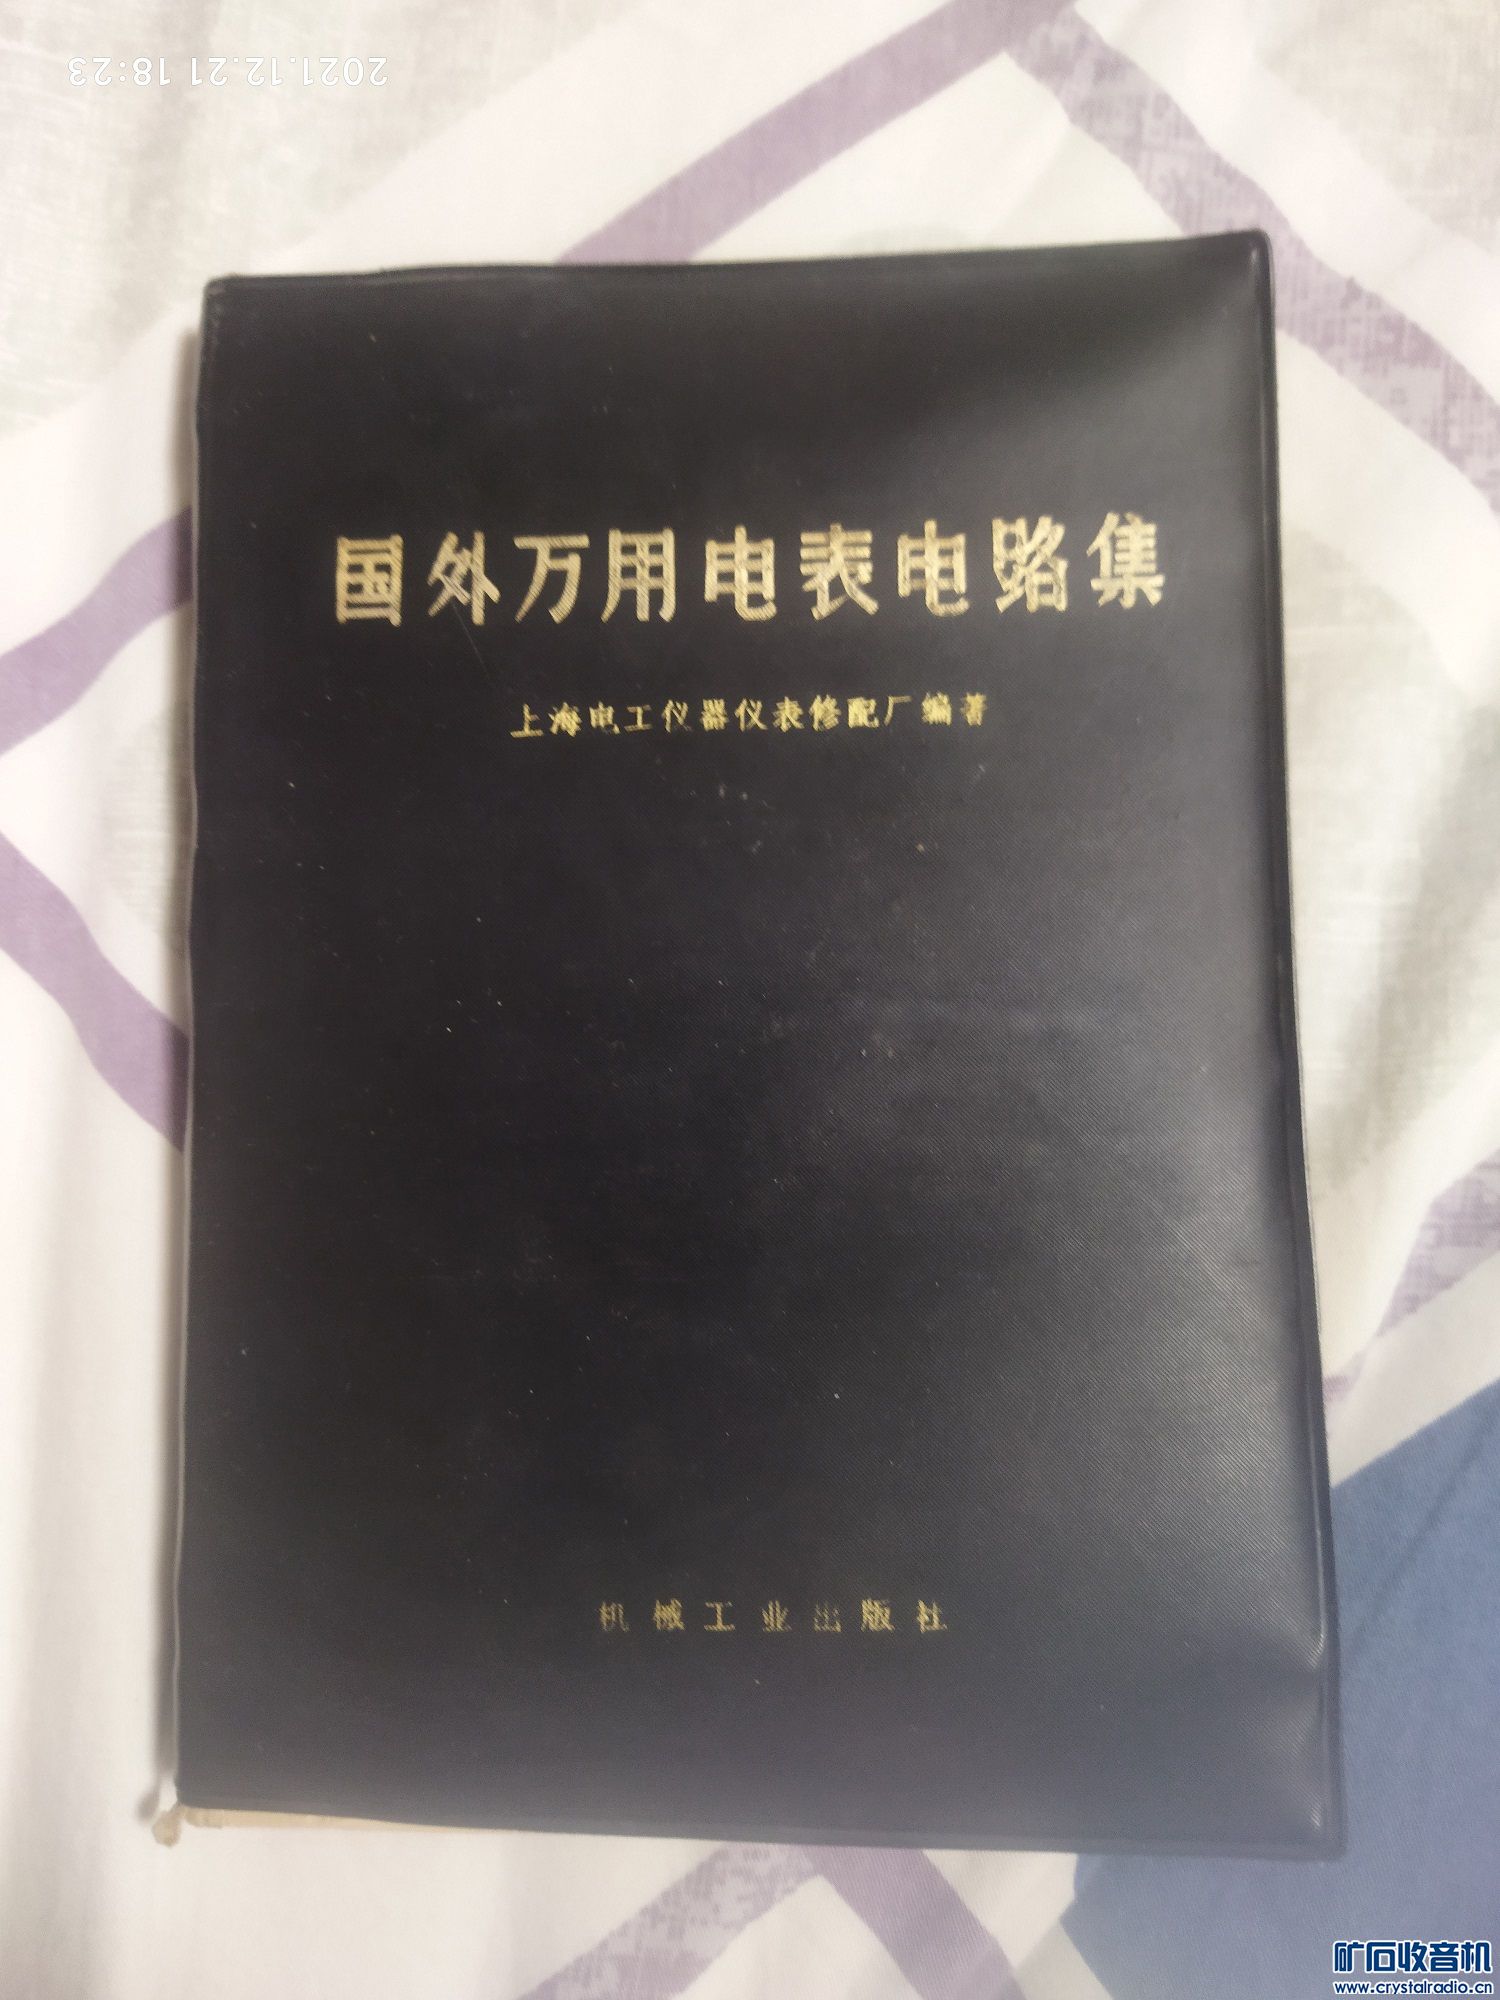 2021.12.21 18:23
国外万用电表电路集
上海电工仪器仪表修配厂编著
机械工业出版社
矿石收音机
www.crystalradio.cn